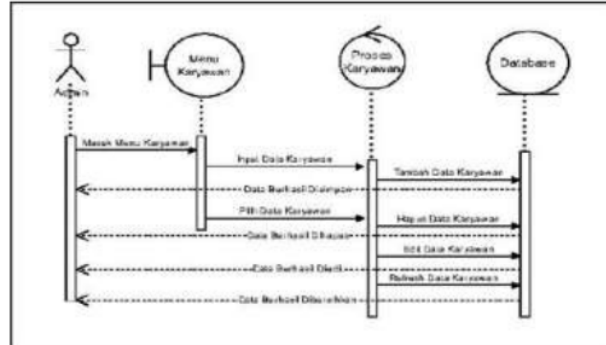 Menu
Karyawan
Proses
Karyawan
Database
Admin
Masuk Menu Karyawan
Input Data Karyawan
Tambah Data Karyawan
Data Berhasil Disimpan
Pilih Data Karyawan
Hapus Data Karyawan
Data Berhasil Dihapus
Edit Data Karyawan
Data Berhasil Diedit
Refresh Data Karyawan
Data Berhasil